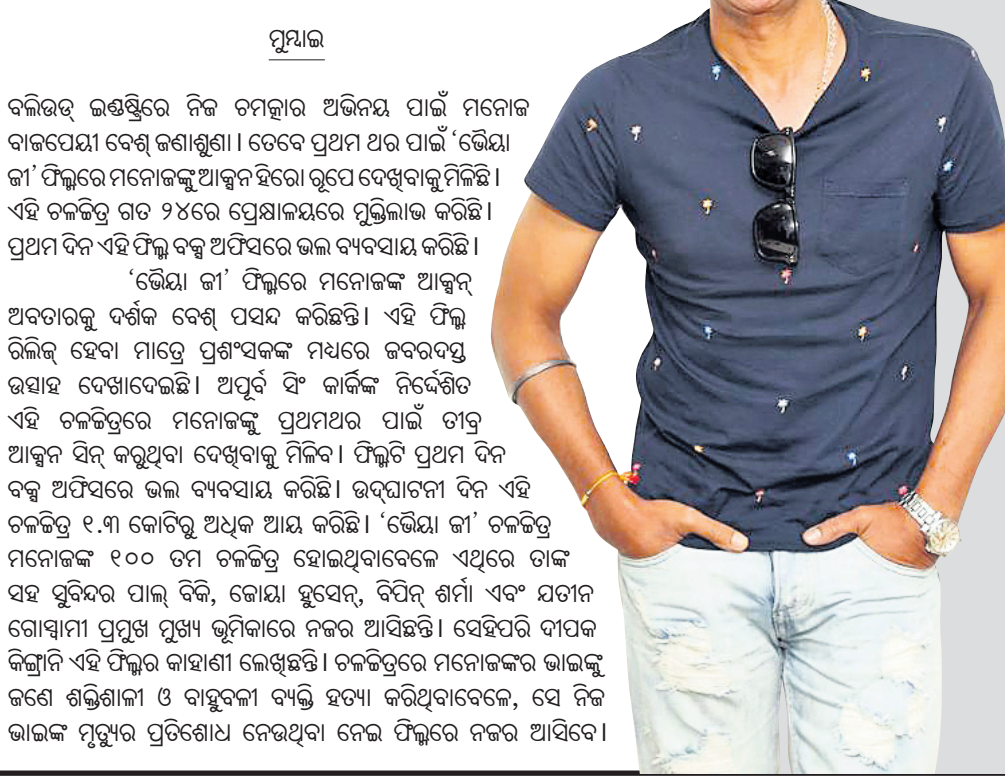 ମୁମ୍ବାଇ
ବଲିଉଡ୍ ଇଣ୍ଡଷ୍ଟ୍ରିରେ ନିଜ ଚମତ୍କାର ଅଭିନୟ ପାଇଁ ମନୋଜ
ବାଜପେୟୀ ବେଶ୍ ଜଣାଶୁଣା। ତେବେ ପ୍ରଥମ ଥର ପାଇଁ ‘ଭୈୟା
ଜୀ’ ଫିଲ୍ମରେ ମନୋଜଙ୍କୁ ଆକ୍ସନ ହିରୋ ରୂପେ ଦେଖିବାକୁ ମିଳିଛି।
ଏହି ଚଳଚ୍ଚିତ୍ର ଗତ ୨୪ରେ ପ୍ରେକ୍ଷାଳୟରେ ମୁକ୍ତିଲାଭ କରିଛି।
ପ୍ରଥମ ଦିନ ଏହି ଫିଲ୍ମ ବକ୍ସ ଅଫିସରେ ଭଲ ବ୍ୟବସାୟ କରିଛି।
‘ଭୈୟା ଜୀ’ ଫିଲ୍ମରେ ମନୋଜଙ୍କ ଆକ୍ସନ୍
ଅବତାରକୁ ଦର୍ଶକ ବେଶ୍ ପସନ୍ଦ କରିଛନ୍ତି। ଏହି ଫିଲ୍ମ
ରିଲିଜ୍ ହେବା ମାତ୍ରେ ପ୍ରଶଂସକଙ୍କ ମଧ୍ୟରେ ଜବରଦସ୍ତ
ଉତ୍ସାହ ଦେଖାଦେଇଛି। ଅପୂର୍ବ ସିଂ କାର୍କିଙ୍କ ନିର୍ଦ୍ଦେଶିତ
ଏହି ଚଳଚ୍ଚିତ୍ରରେ ମନୋଜଙ୍କୁ ପ୍ରଥମଥର ପାଇଁ ତୀବ୍ର
ଆକ୍ସନ ସିନ୍ କରୁଥିବା ଦେଖିବାକୁ ମିଳିବ। ଫିଲ୍ମଟି ପ୍ରଥମ ଦିନ
ବକ୍ସ ଅଫିସରେ ଭଲ ବ୍ୟବସାୟ କରିଛି। ଉଦ୍‌ଘାଟନୀ ଦିନ ଏହି
ଚଳଚ୍ଚିତ୍ର ୧.୩ କୋଟିରୁ ଅଧିକ ଆୟ କରିଛି। ‘ଭୈୟା ଜୀ’ ଚଳଚ୍ଚିତ୍ର
ମନୋଜଙ୍କ ୧୦୦ ତମ ଚଳଚ୍ଚିତ୍ର ହୋଇଥିବାବେଳେ ଏଥିରେ ତାଙ୍କ
ସହ ସୁବିନ୍ଦର ପାଲ୍ ବିକି, ଜୋୟା ହୁସେନ୍, ବିପିନ୍ ଶର୍ମା ଏବଂ ଯତୀନ
ଗୋସ୍ୱାମୀ ପ୍ରମୁଖ ମୁଖ୍ୟ ଭୂମିକାରେ ନଜର ଆସିଛନ୍ତି। ସେହିପରି ଦୀପକ
କିଙ୍ଗ୍ରାନି ଏହି ଫିଲ୍ମର କାହାଣୀ ଲେଖିଛନ୍ତି। ଚଳଚ୍ଚିତ୍ରରେ ମନୋଜଙ୍କର ଭାଇଙ୍କୁ
ଜଣେ ଶକ୍ତିଶାଳୀ ଓ ବାହୁବଳୀ ବ୍ୟକ୍ତି ହତ୍ୟା କରିଥିବାବେଳେ, ସେ ନିଜ
ଭାଇଙ୍କ ମୃତ୍ୟୁର ପ୍ରତିଶୋଧ ନେଉଥିବା ନେଇ ଫିଲ୍ମରେ ନଜର ଆସିବେ।